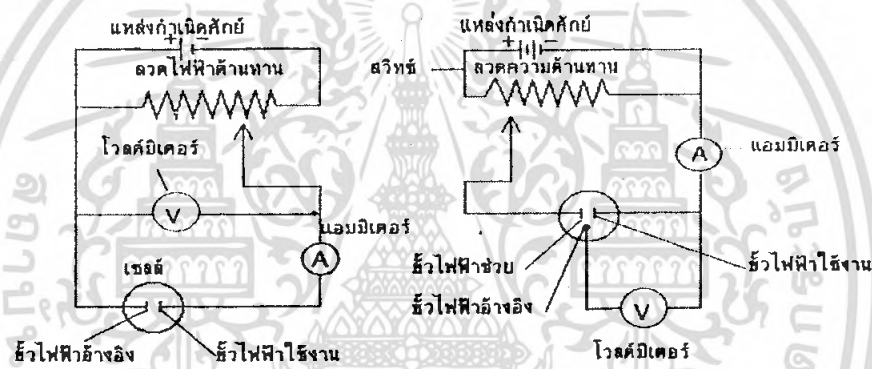 แหล่งกำเนิดศักย์
+ −
ลวดไฟฟ้าต้านทาน
โวลต์มิเตอร์
V
แอมมิเตอร์
A
เซลล์
ขั้วไฟฟ้าอ้างอิง
ขั้วไฟฟ้าใช้งาน
แหล่งกำเนิดศักย์
+ −
สวิทช์
ลวดความต้านทาน
A
แอมมิเตอร์
ขั้วไฟฟ้าช่วย
ขั้วไฟฟ้าใช้งาน
ขั้วไฟฟ้าอ้างอิง
V
โวลต์มิเตอร์